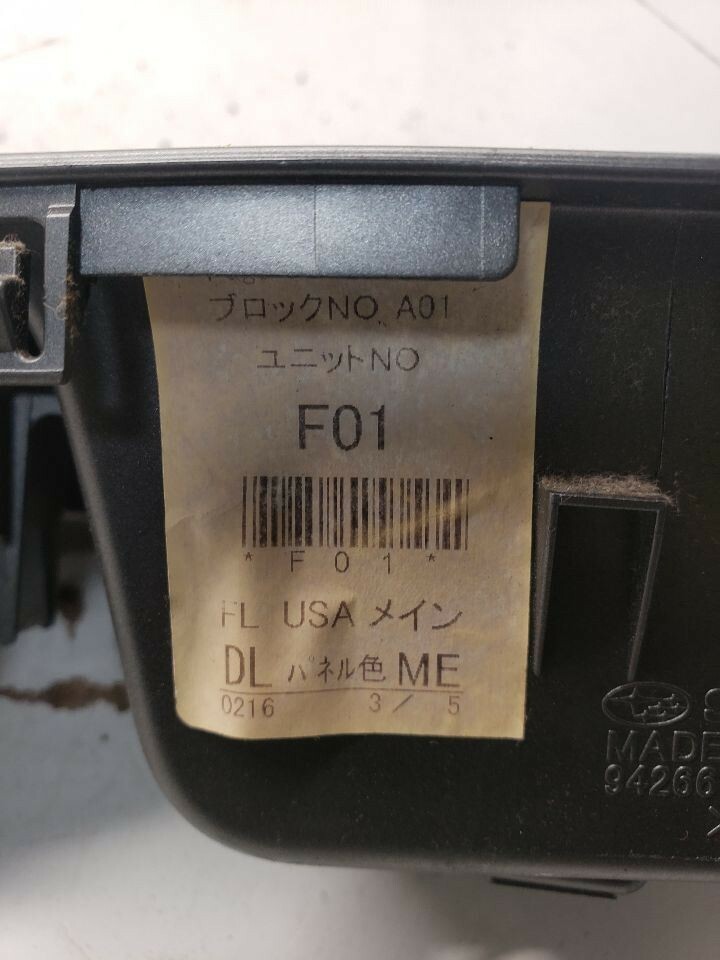 ブロックNO A01
ユニットNO
F01
*F01*
FL USA メイン
DL ﾊﾟﾈﾙ色 ME
0216 3/ 5
MADE
94266